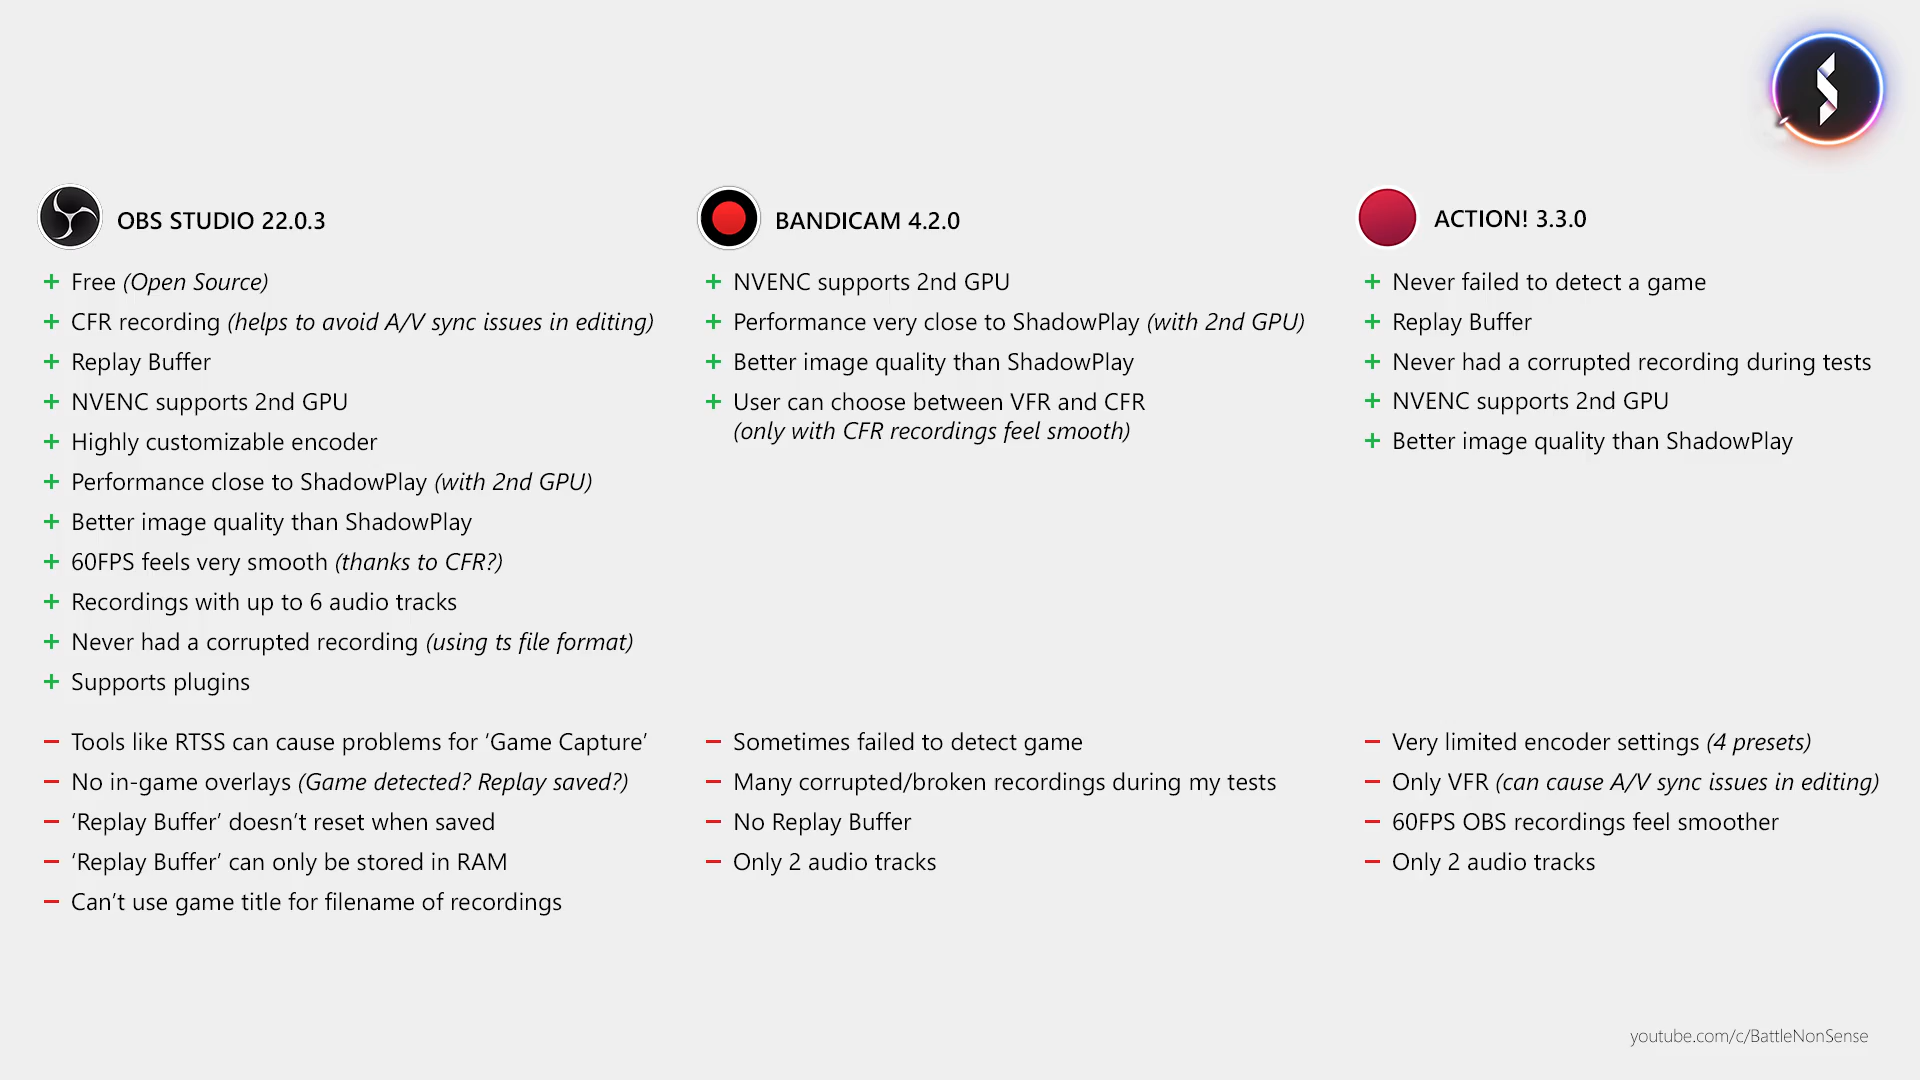 OBS STUDIO 22.0.3
+ Free (Open Source)
+ CFR recording (helps to avoid A/V sync issues in editing)
+ Replay Buffer
+ NVENC supports 2nd GPU
+ Highly customizable encoder
+ Performance close to ShadowPlay (with 2nd GPU)
+ Better image quality than ShadowPlay
+ 60FPS feels very smooth (thanks to CFR?)
+ Recordings with up to 6 audio tracks
+ Never had a corrupted recording (using ts file format)
+ Supports plugins
− Tools like RTSS can cause problems for ‘Game Capture’
− No in-game overlays (Game detected? Replay saved?)
− ‘Replay Buffer’ doesn’t reset when saved
− ‘Replay Buffer’ can only be stored in RAM
− Can’t use game title for filename of recordings
BANDICAM 4.2.0
+ NVENC supports 2nd GPU
+ Performance very close to ShadowPlay (with 2nd GPU)
+ Better image quality than ShadowPlay
+ User can choose between VFR and CFR
(only with CFR recordings feel smooth)
− Sometimes failed to detect game
− Many corrupted/broken recordings during my tests
− No Replay Buffer
− Only 2 audio tracks
ACTION! 3.3.0
+ Never failed to detect a game
+ Replay Buffer
+ Never had a corrupted recording during tests
+ NVENC supports 2nd GPU
+ Better image quality than ShadowPlay
− Very limited encoder settings (4 presets)
− Only VFR (can cause A/V sync issues in editing)
− 60FPS OBS recordings feel smoother
− Only 2 audio tracks
youtube.com/c/BattleNonSense